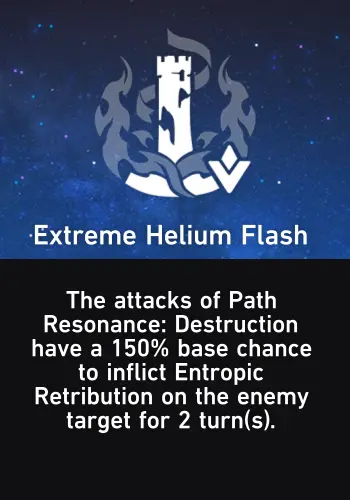 Extreme Helium Flash
The attacks of Path
Resonance: Destruction
have a 150% base chance
to inflict Entropic
Retribution on the enemy
target for 2 turn(s).